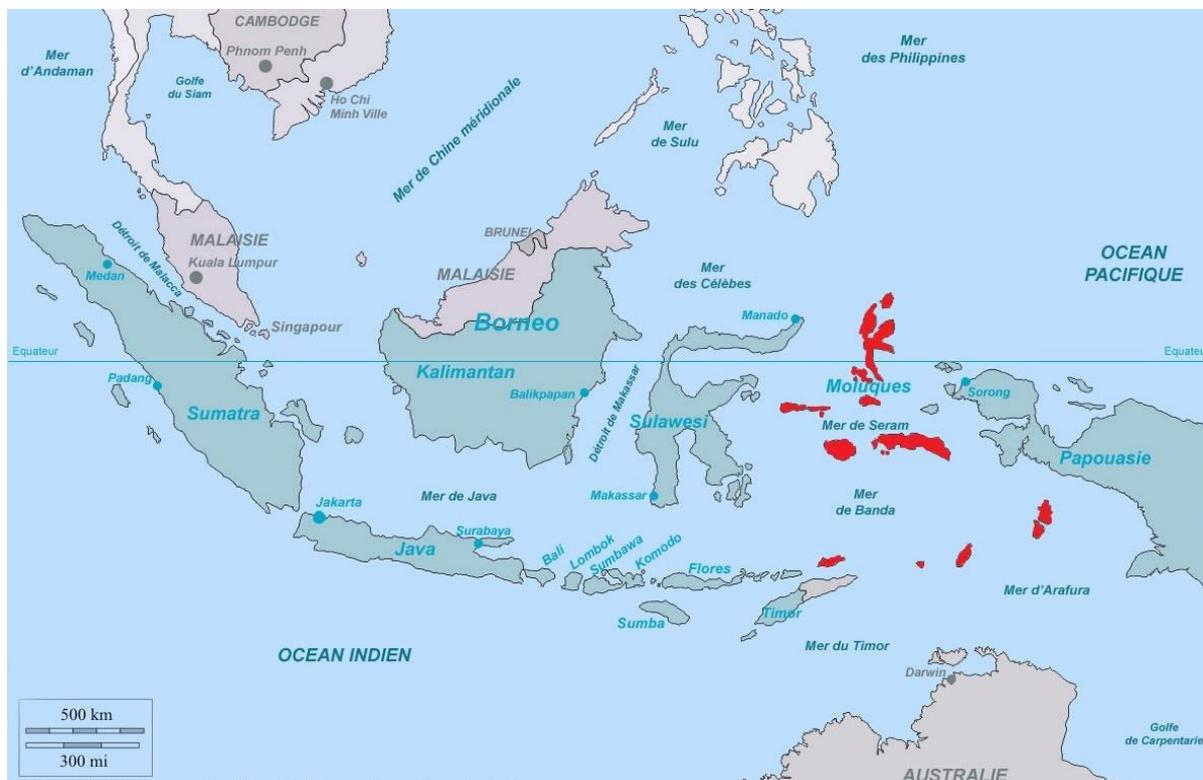 CAMBODGE
Phnom Penh
Mer
d'Andaman
Golfe
du Siam
Ho Chi
Minh Ville
Mer de Chine méridionale
Mer
des Philippines
Mer
de Sulu
MALAISIE
Kuala Lumpur
Détroit de Malacca
Medan
Singapour
BRUNEI
MALAISIE
Mer
des Célèbes
OCEAN
PACIFIQUE
Borneo
Manado
Equateur
Equateur
Padang
Sumatra
Kalimantan
Balikpapan
Détroit de Makassar
Sulawesi
Moluques
Sorong
Mer de Seram
Papouasie
Makassar
Mer
de Banda
Mer de Java
Jakarta
Surabaya
Java
Bali
Lombok
Sumbawa
Komodo
Flores
Sumba
Timor
Mer d'Arafura
Mer du Timor
OCEAN INDIEN
Darwin
Golfe
de Carpentarie
500 km
300 mi
AUSTRALIE